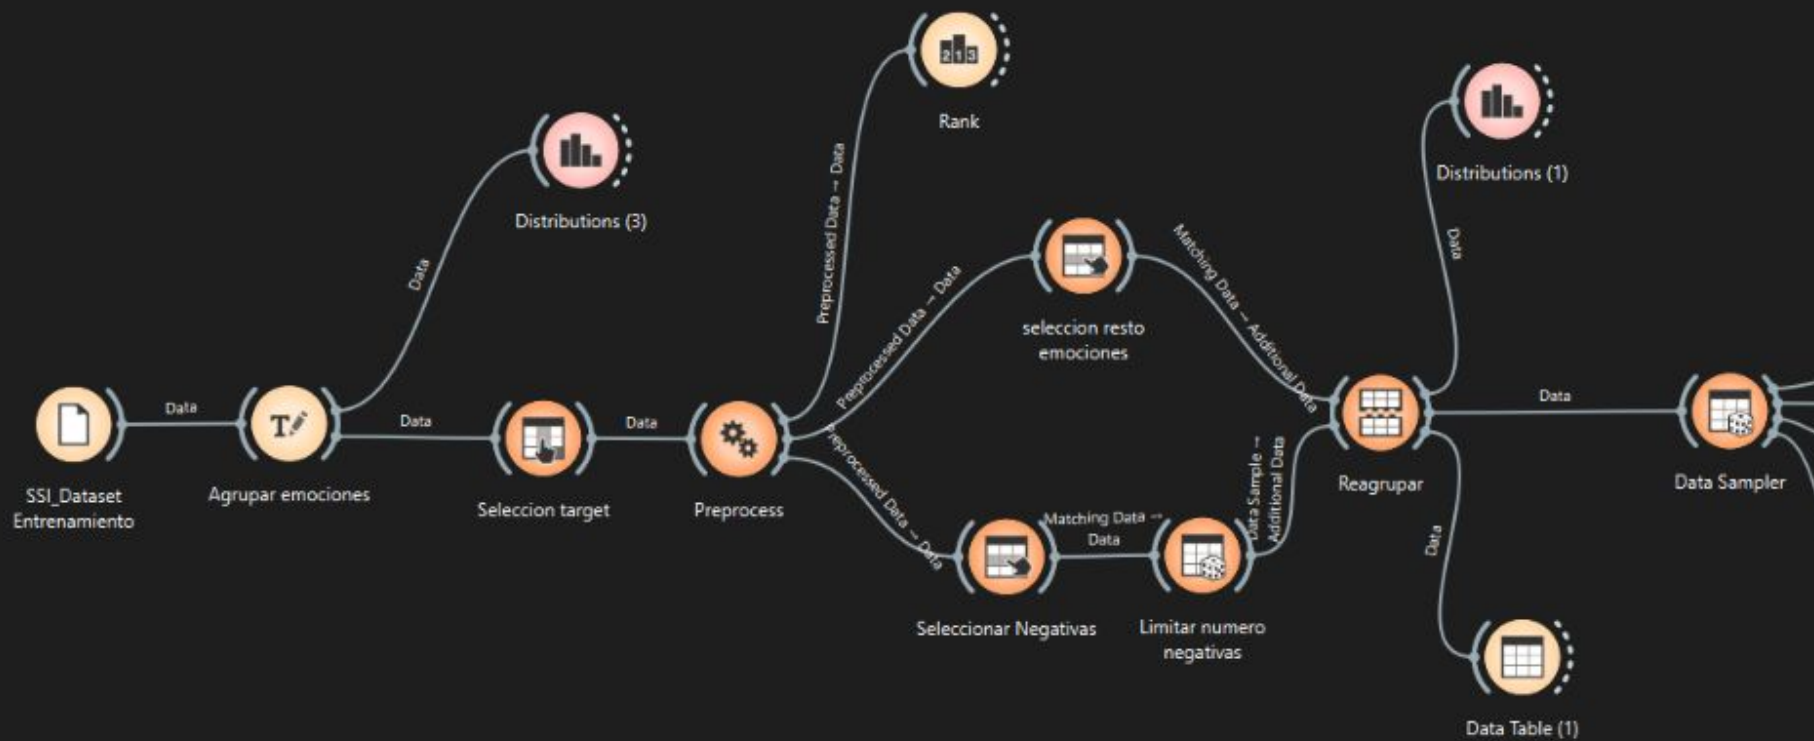 213
Rank
Distributions (1)
Distributions (3)
Data
Preprocessed Data → Data
Data
seleccion resto
emociones
Matching Data → Additional Data
Preprocessed Data → Data
Data
T
Data
Data
Data
SSI_Dataset
Entrenamiento
Agrupar emociones
Seleccion target
Preprocess
Reagrupar
Data Sampler
Preprocessed Data → Data
Matching Data →
Data
Data Sample →
Additional Data
Data
Seleccionar Negativas
Limitar numero
negativas
Data Table (1)